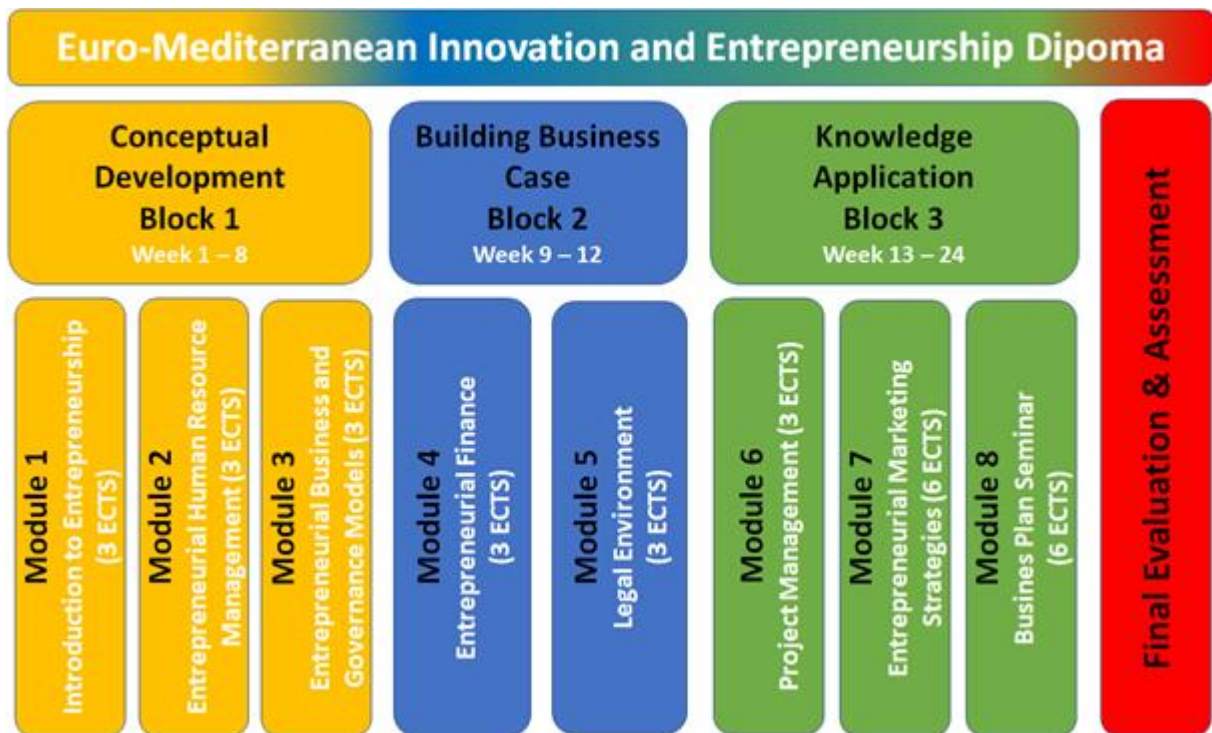 Euro-Mediterranean Innovation and Entrepreneurship Dipoma
Conceptual
Development
Block 1
Week 1 – 8
Building Business
Case
Block 2
Week 9 – 12
Knowledge
Application
Block 3
Week 13 – 24
Module 1
Introduction to Entrepreneurship
(3 ECTS)
Module 2
Entrepreneurial Human Resource
Management (3 ECTS)
Module 3
Entrepreneurial Business and
Governance Models (3 ECTS)
Module 4
Entrepreneurial Finance
(3 ECTS)
Module 5
Legal Environment
(3 ECTS)
Module 6
Project Management (3 ECTS)
Module 7
Entrepreneurial Marketing
Strategies (6 ECTS)
Module 8
Busines Plan Seminar
(6 ECTS)
Final Evaluation & Assessment